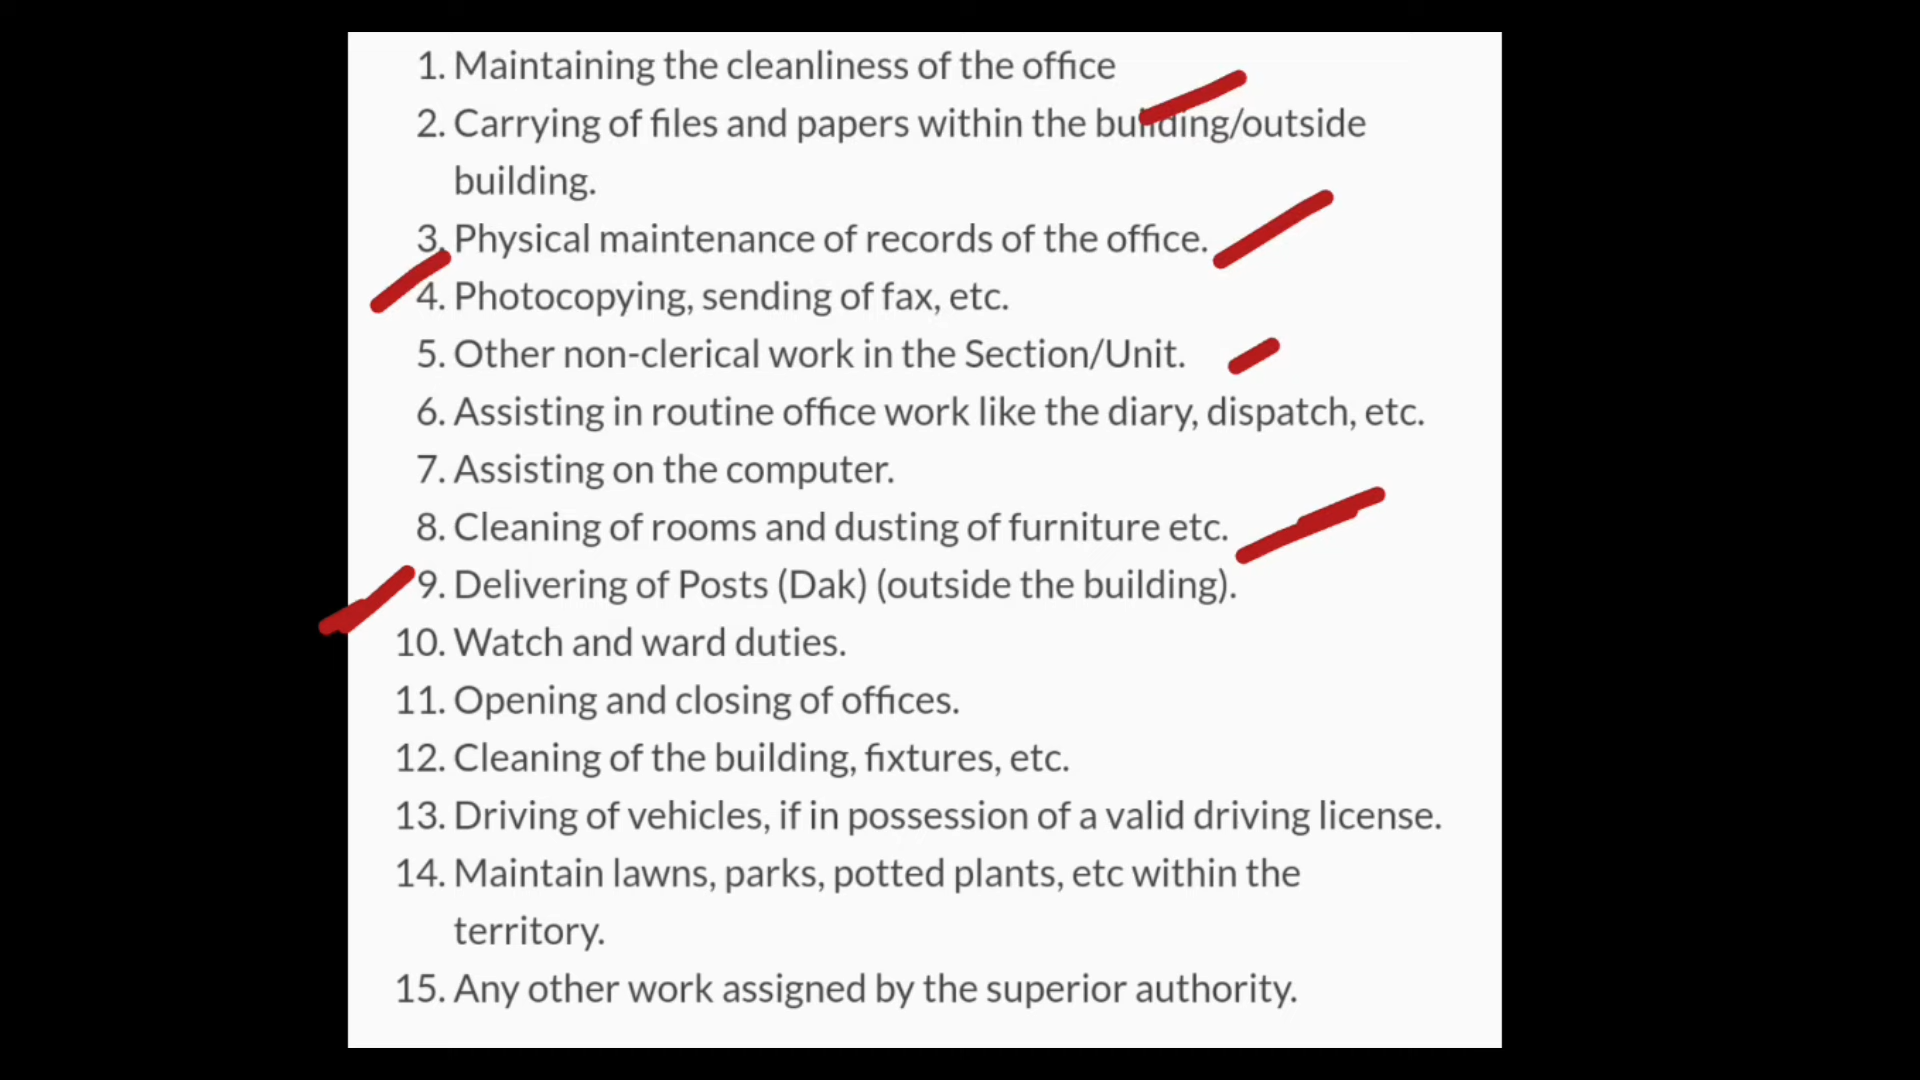 1. Maintaining the cleanliness of the office
2. Carrying of files and papers within the building/outside
building.
3. Physical maintenance of records of the office.
4. Photocopying, sending of fax, etc.
5. Other non-clerical work in the Section/Unit.
6. Assisting in routine office work like the diary, dispatch, etc.
7. Assisting on the computer.
8. Cleaning of rooms and dusting of furniture etc.
9. Delivering of Posts (Dak) (outside the building).
10. Watch and ward duties.
11. Opening and closing of offices.
12. Cleaning of the building, fixtures, etc.
13. Driving of vehicles, if in possession of a valid driving license.
14. Maintain lawns, parks, potted plants, etc within the
territory.
15. Any other work assigned by the superior authority.